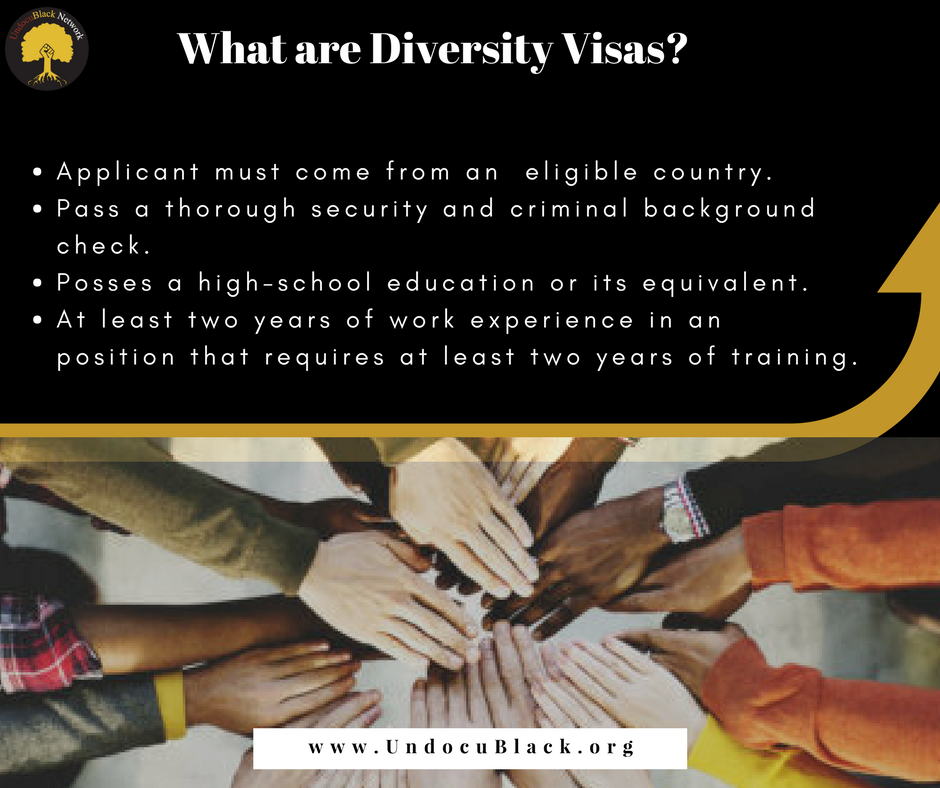 UndocuBlack Network
What are Diversity Visas?
• Applicant must come from an eligible country.
• Pass a thorough security and criminal background
check.
• Posses a high-school education or its equivalent.
• At least two years of work experience in an
position that requires at least two years of training.
www.UndocuBlack.org